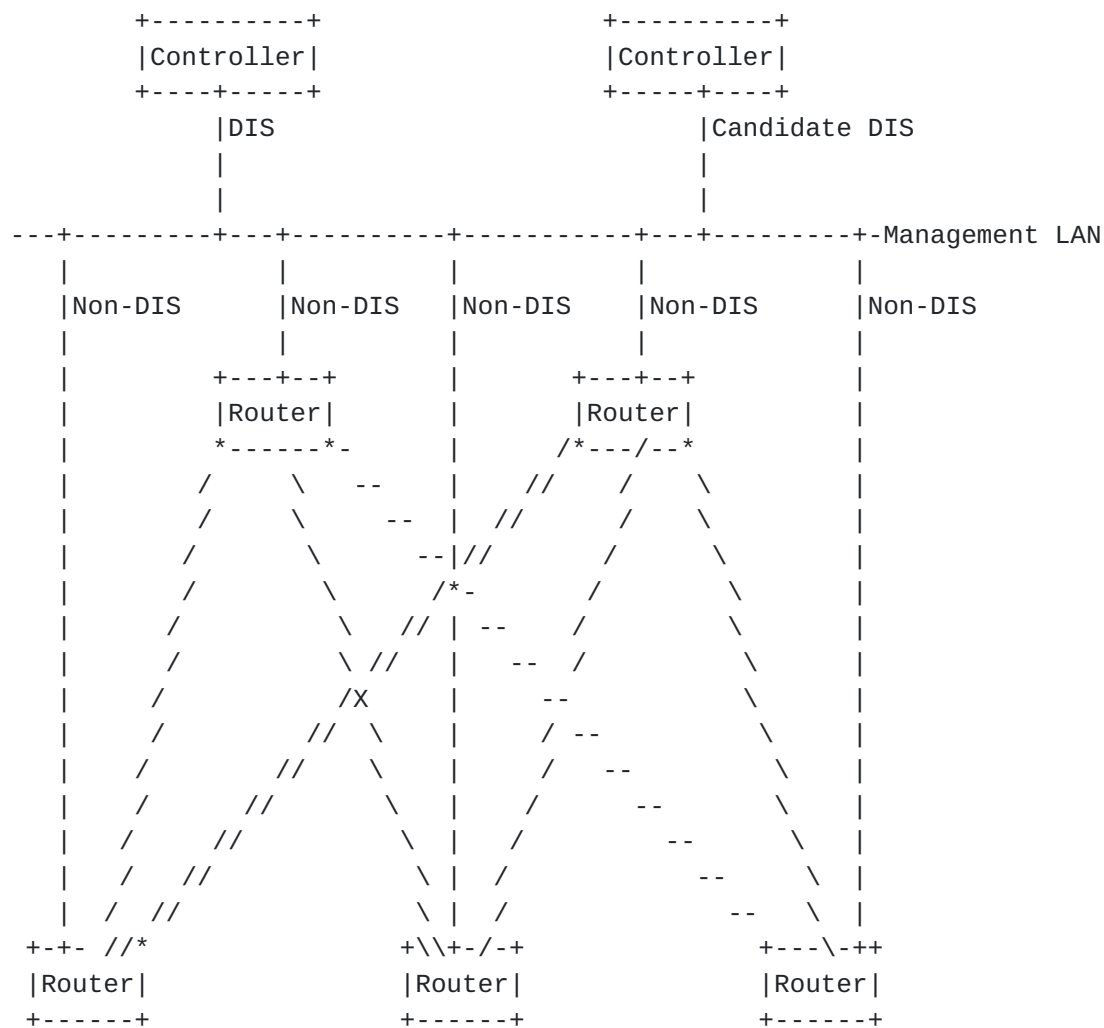 Controller Controller
DIS Candidate DIS
Management LAN
Non-DIS Non-DIS Non-DIS Non-DIS Non-DIS
Router Router
Router Router Router